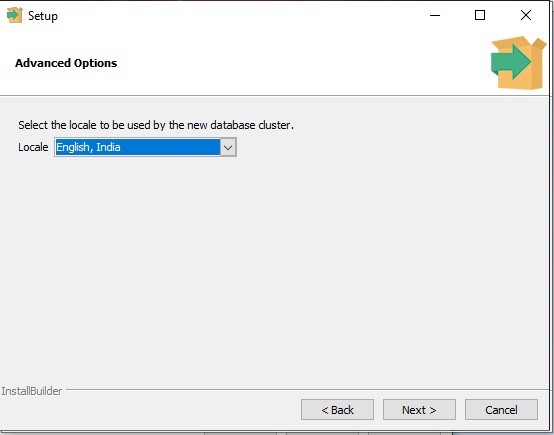 Setup
Advanced Options
Select the locale to be used by the new database cluster.
Locale English, India
InstallBuilder
< Back Next > Cancel